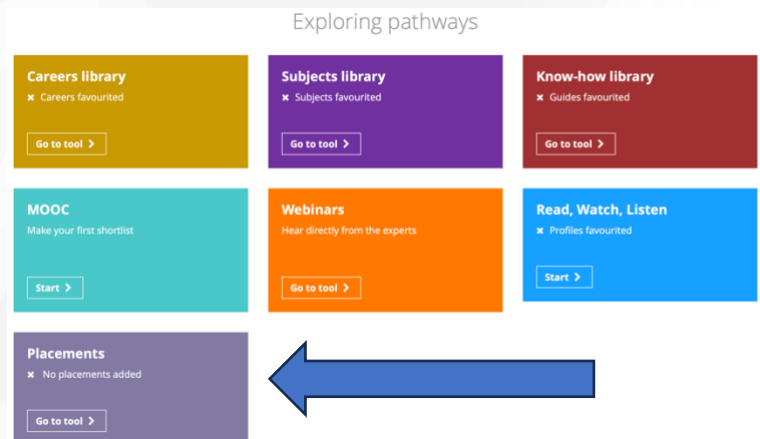 Exploring pathways
Careers library
✖ Careers favourited
Go to tool >
Subjects library
✖ Subjects favourited
Go to tool >
Know-how library
✖ Guides favourited
Go to tool >
MOOC
Make your first shortlist
Start >
Webinars
Hear directly from the experts
Go to tool >
Read, Watch, Listen
✖ Profiles favourited
Start >
Placements
✖ No placements added
Go to tool >